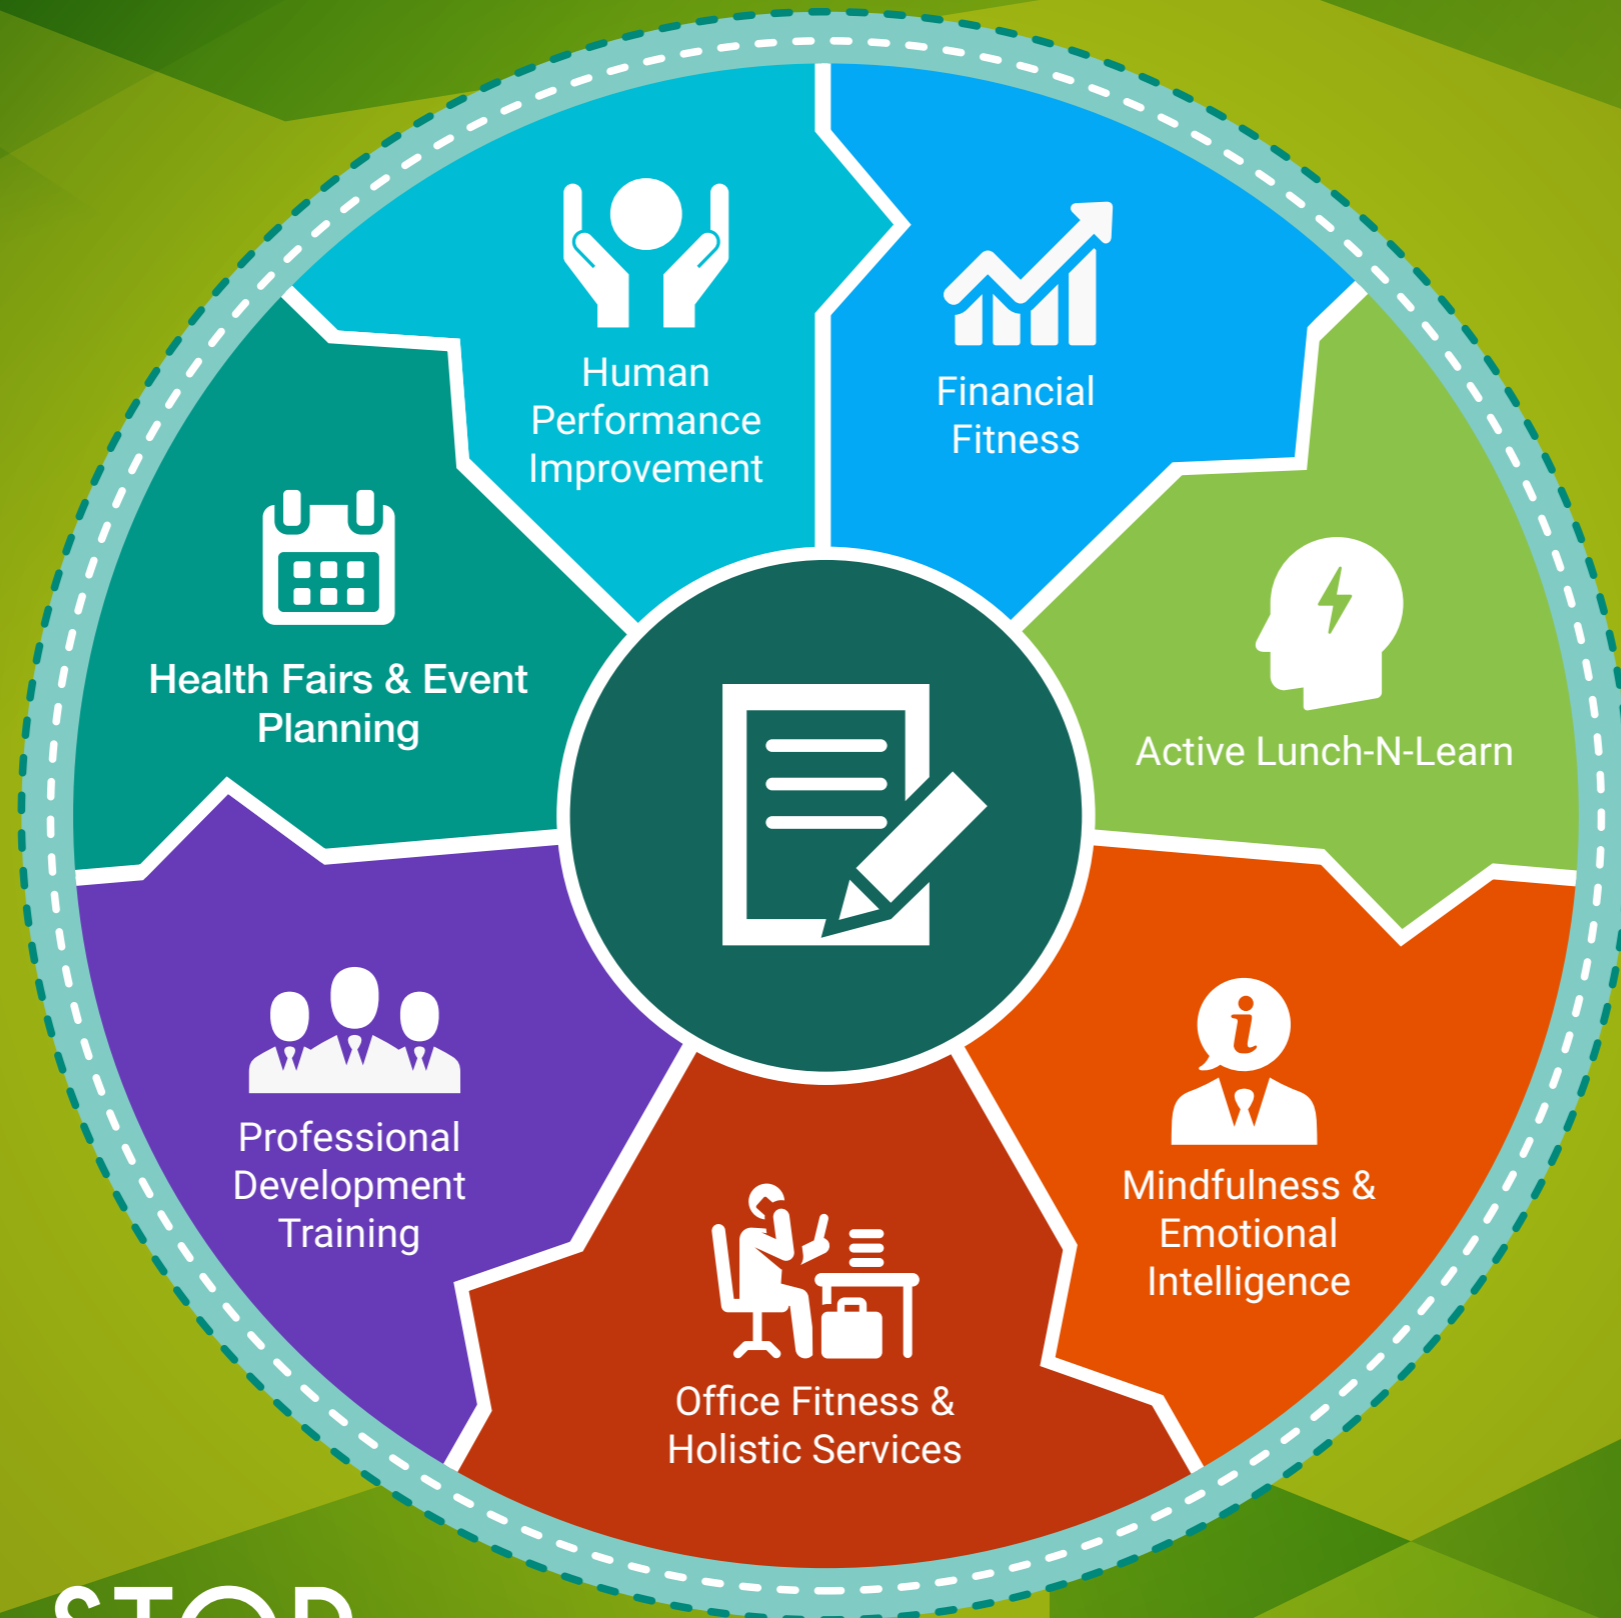 Human
Performance
Improvement
Financial
Fitness
Active Lunch-N-Learn
Mindfulness &
Emotional
Intelligence
Office Fitness &
Holistic Services
Professional
Development
Training
Health Fairs & Event
Planning
i
STOP